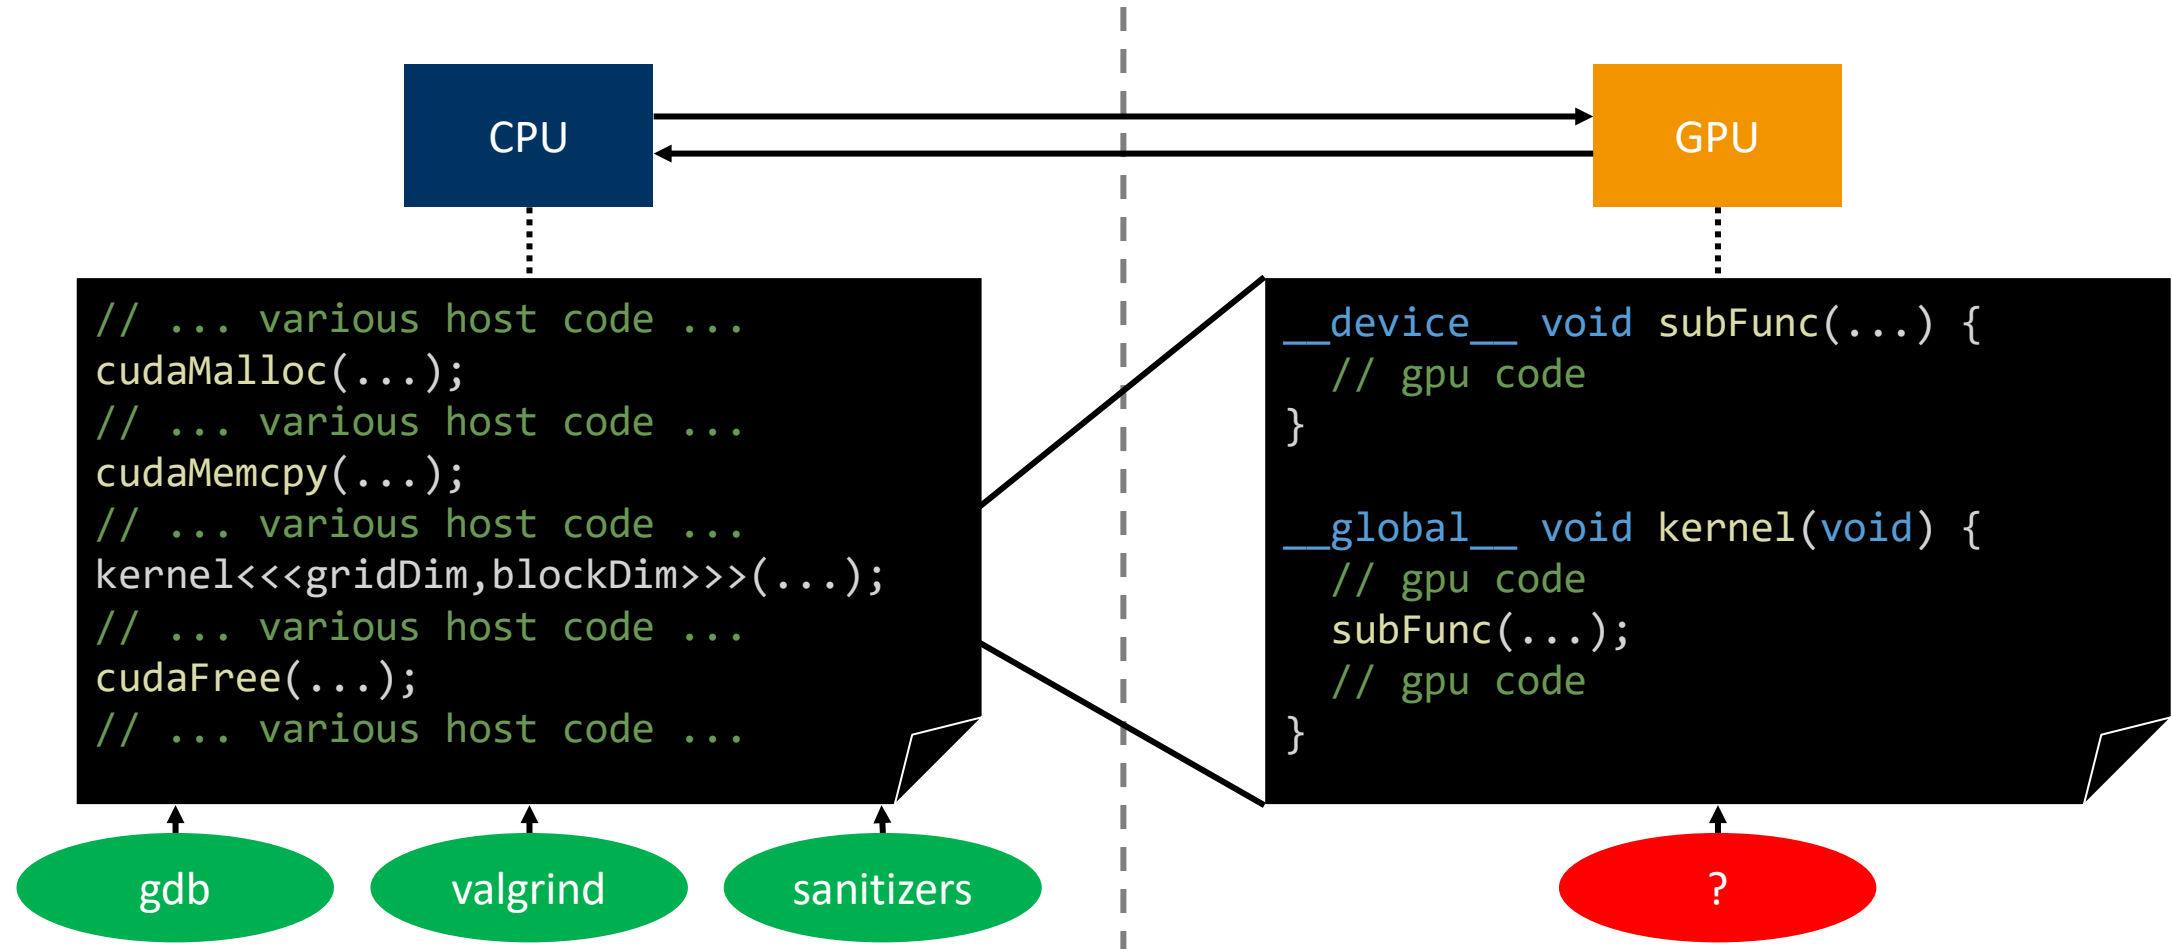 CPU
GPU
// ... various host code ...
cudaMalloc(...);
// ... various host code ...
cudaMemcpy(...);
// ... various host code ...
kernel<<<gridDim,blockDim>>>(...);
// ... various host code ...
cudaFree(...);
// ... various host code ...
__device__ void subFunc(...) {
  // gpu code
}
__global__ void kernel(void) {
  // gpu code
  subFunc(...);
  // gpu code
}
gdb
valgrind
sanitizers
?